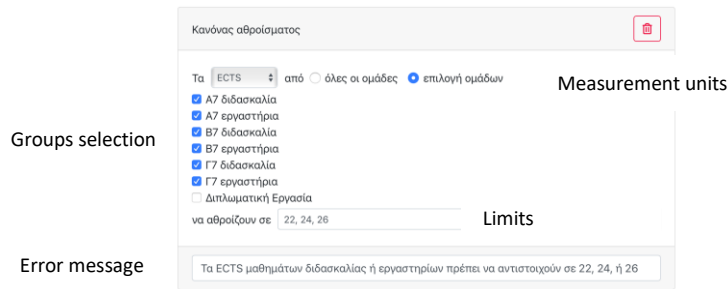 Κανόνας αθροίσματος
Τα ECTS από όλες οι ομάδες επιλογή ομάδων
Measurement units
Α7 διδασκαλία
Α7 εργαστήρια
Groups selection
Β7 διδασκαλία
Β7 εργαστήρια
Γ7 διδασκαλία
Γ7 εργαστήρια
Διπλωματική Εργασία
να αθροίζουν σε 22, 24, 26
Limits
Error message
Τα ECTS μαθημάτων διδασκαλίας ή εργαστηρίων πρέπει να αντιστοιχούν σε 22, 24, ή 26